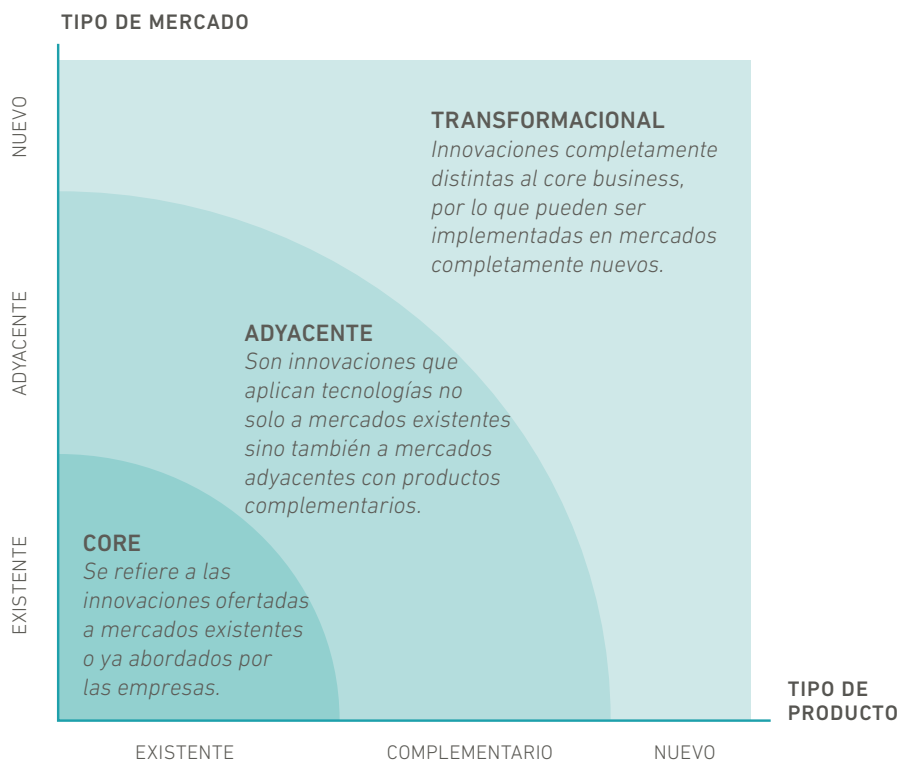 TIPO DE MERCADO
NUEVO
TRANSFORMACIONAL
Innovaciones completamente
distintas al core business,
por lo que pueden ser
implementadas en mercados
completamente nuevos.
ADYACENTE
ADYACENTE
Son innovaciones que
aplican tecnologías no
solo a mercados existentes
sino también a mercados
adyacentes con productos
complementarios.
EXISTENTE
CORE
Se refiere a las
innovaciones ofertadas
a mercados existentes
o ya abordados por
las empresas.
TIPO DE
PRODUCTO
EXISTENTE
COMPLEMENTARIO
NUEVO